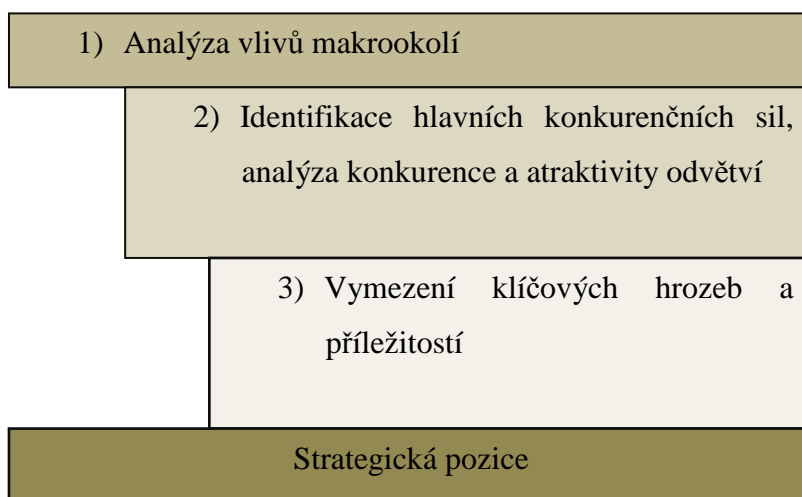 1) Analýza vlivů makrookolí
2) Identifikace hlavních konkurenčních sil,
analýza konkurence a atraktivity odvětví
3) Vymezení klíčových hrozeb a
příležitostí
Strategická pozice